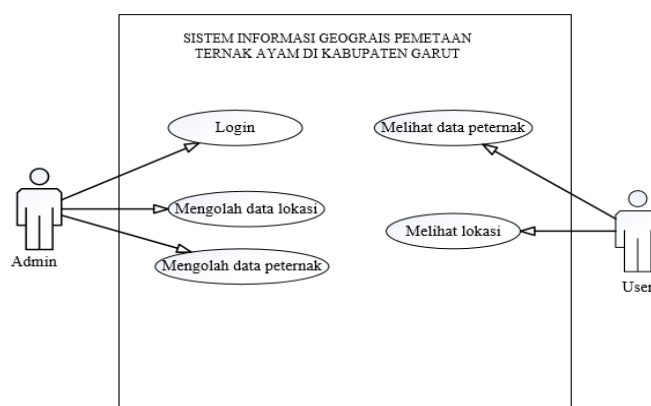 SISTEM INFORMASI GEOGRAIS PEMETAAN
TERNAK AYAM DI KABUPATEN GARUT
Login
Melihat data peternak
Mengolah data lokasi
Melihat lokasi
Admin
Mengolah data peternak
User